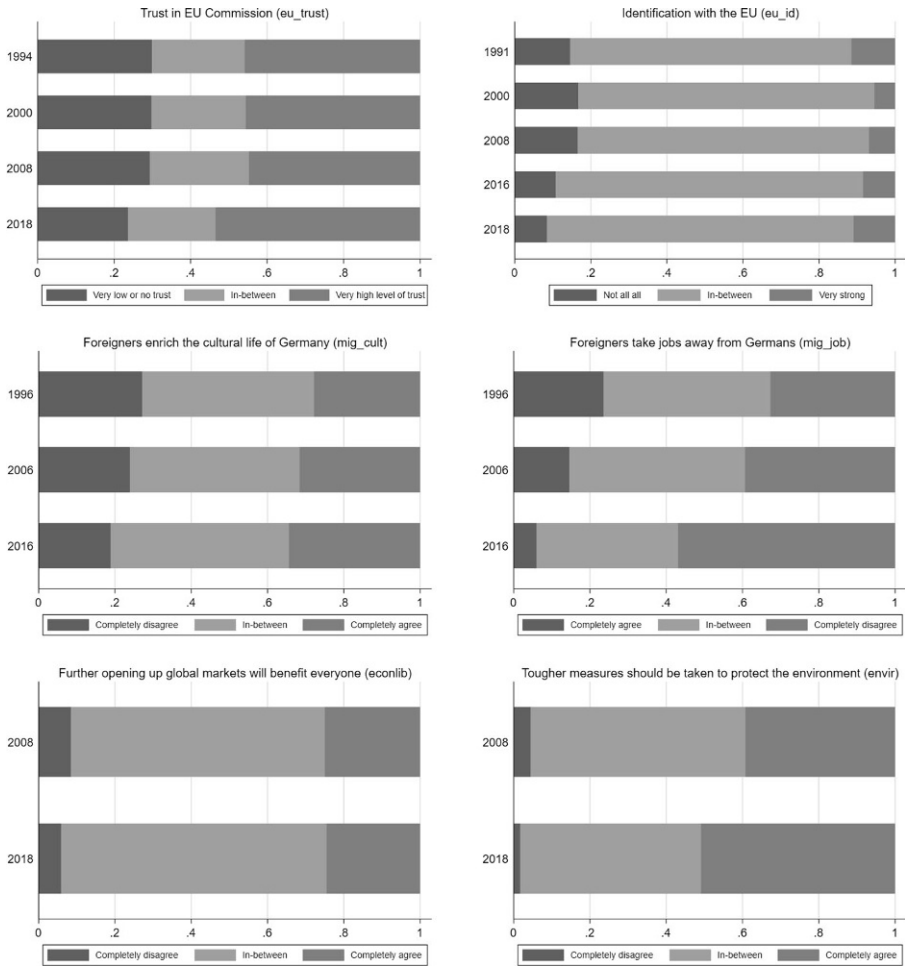 Trust in EU Commission (eu_trust)
1994
2000
2008
2018
0 .2 .4 .6 .8 1
Very low or no trust In-between Very high level of trust
Identification with the EU (eu_id)
1991
2000
2008
2016
2018
0 .2 .4 .6 .8 1
Not all all In-between Very strong
Foreigners enrich the cultural life of Germany (mig_cult)
1996
2006
2016
0 .2 .4 .6 .8 1
Completely disagree In-between Completely agree
Foreigners take jobs away from Germans (mig_job)
1996
2006
2016
0 .2 .4 .6 .8 1
Completely agree In-between Completely disagree
Further opening up global markets will benefit everyone (econlib)
2008
2018
0 .2 .4 .6 .8 1
Completely disagree In-between Completely agree
Tougher measures should be taken to protect the environment (envir)
2008
2018
0 .2 .4 .6 .8 1
Completely disagree In-between Completely agree